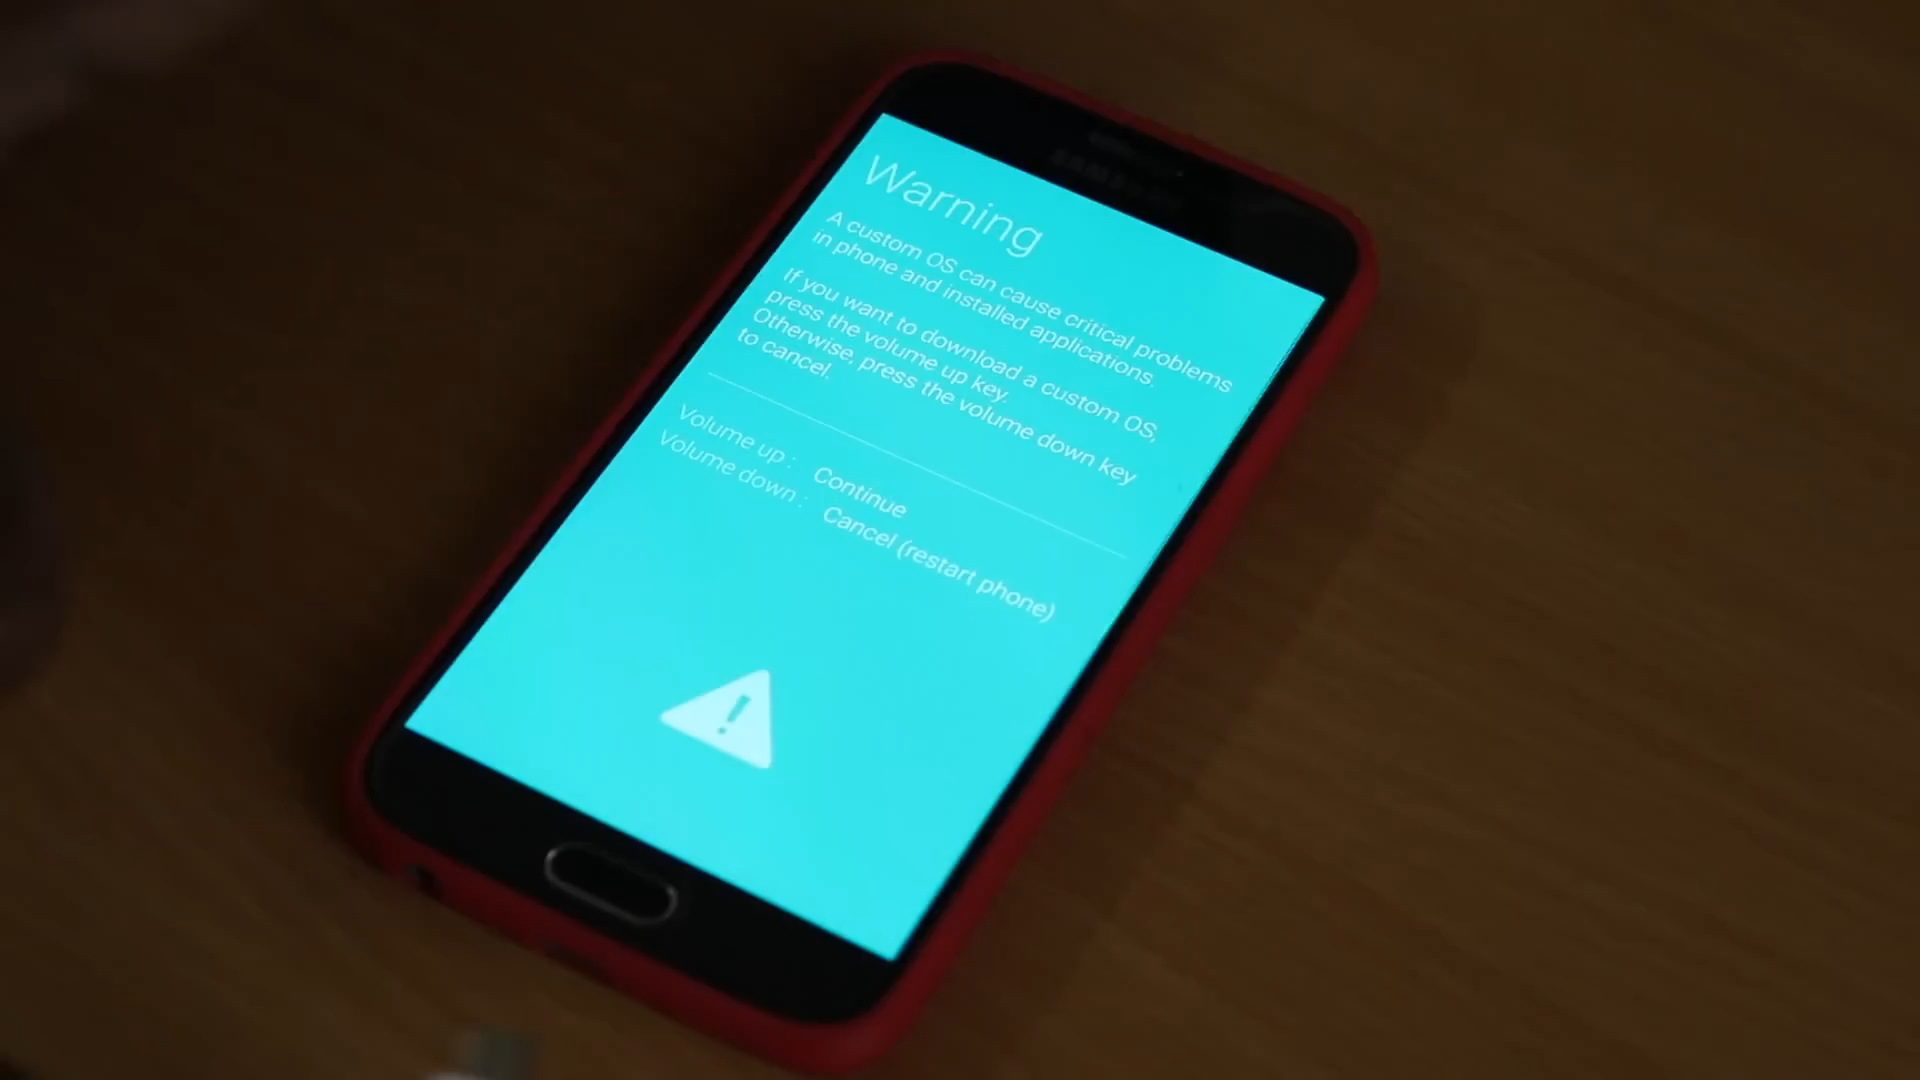 SAMSUNG
Warning
A custom OS can cause critical problems
in phone and installed applications.
If you want to download a custom OS,
press the volume up key.
Otherwise, press the volume down key
to cancel.
Volume up : Continue
Volume down : Cancel (restart phone)
!